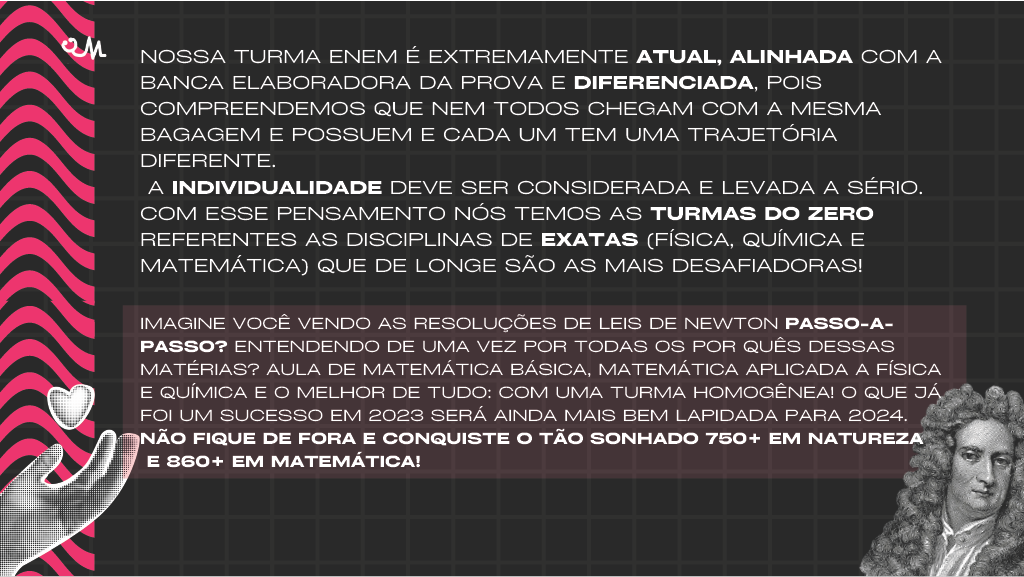 QM
NOSSA TURMA ENEM É EXTREMAMENTE ATUAL, ALINHADA COM A
BANCA ELABORADORA DA PROVA E DIFERENCIADA, POIS
COMPREENDEMOS QUE NEM TODOS CHEGAM COM A MESMA
BAGAGEM E POSSUEM E CADA UM TEM UMA TRAJETÓRIA
DIFERENTE.
A INDIVIDUALIDADE DEVE SER CONSIDERADA E LEVADA A SÉRIO.
COM ESSE PENSAMENTO NÓS TEMOS AS TURMAS DO ZERO
REFERENTES AS DISCIPLINAS DE EXATAS (FÍSICA, QUÍMICA E
MATEMÁTICA) QUE DE LONGE SÃO AS MAIS DESAFIADORAS!
IMAGINE VOCÊ VENDO AS RESOLUÇÕES DE LEIS DE NEWTON PASSO-A-
PASSO? ENTENDENDO DE UMA VEZ POR TODAS OS POR QUÊS DESSAS
MATÉRIAS? AULA DE MATEMÁTICA BÁSICA, MATEMÁTICA APLICADA A FÍSICA
E QUÍMICA E O MELHOR DE TUDO: COM UMA TURMA HOMOGÊNEA! O QUE JÁ
FOI UM SUCESSO EM 2023 SERÁ AINDA MAIS BEM LAPIDADA PARA 2024.
NÃO FIQUE DE FORA E CONQUISTE O TÃO SONHADO 750+ EM NATUREZA
E 860+ EM MATEMÁTICA!